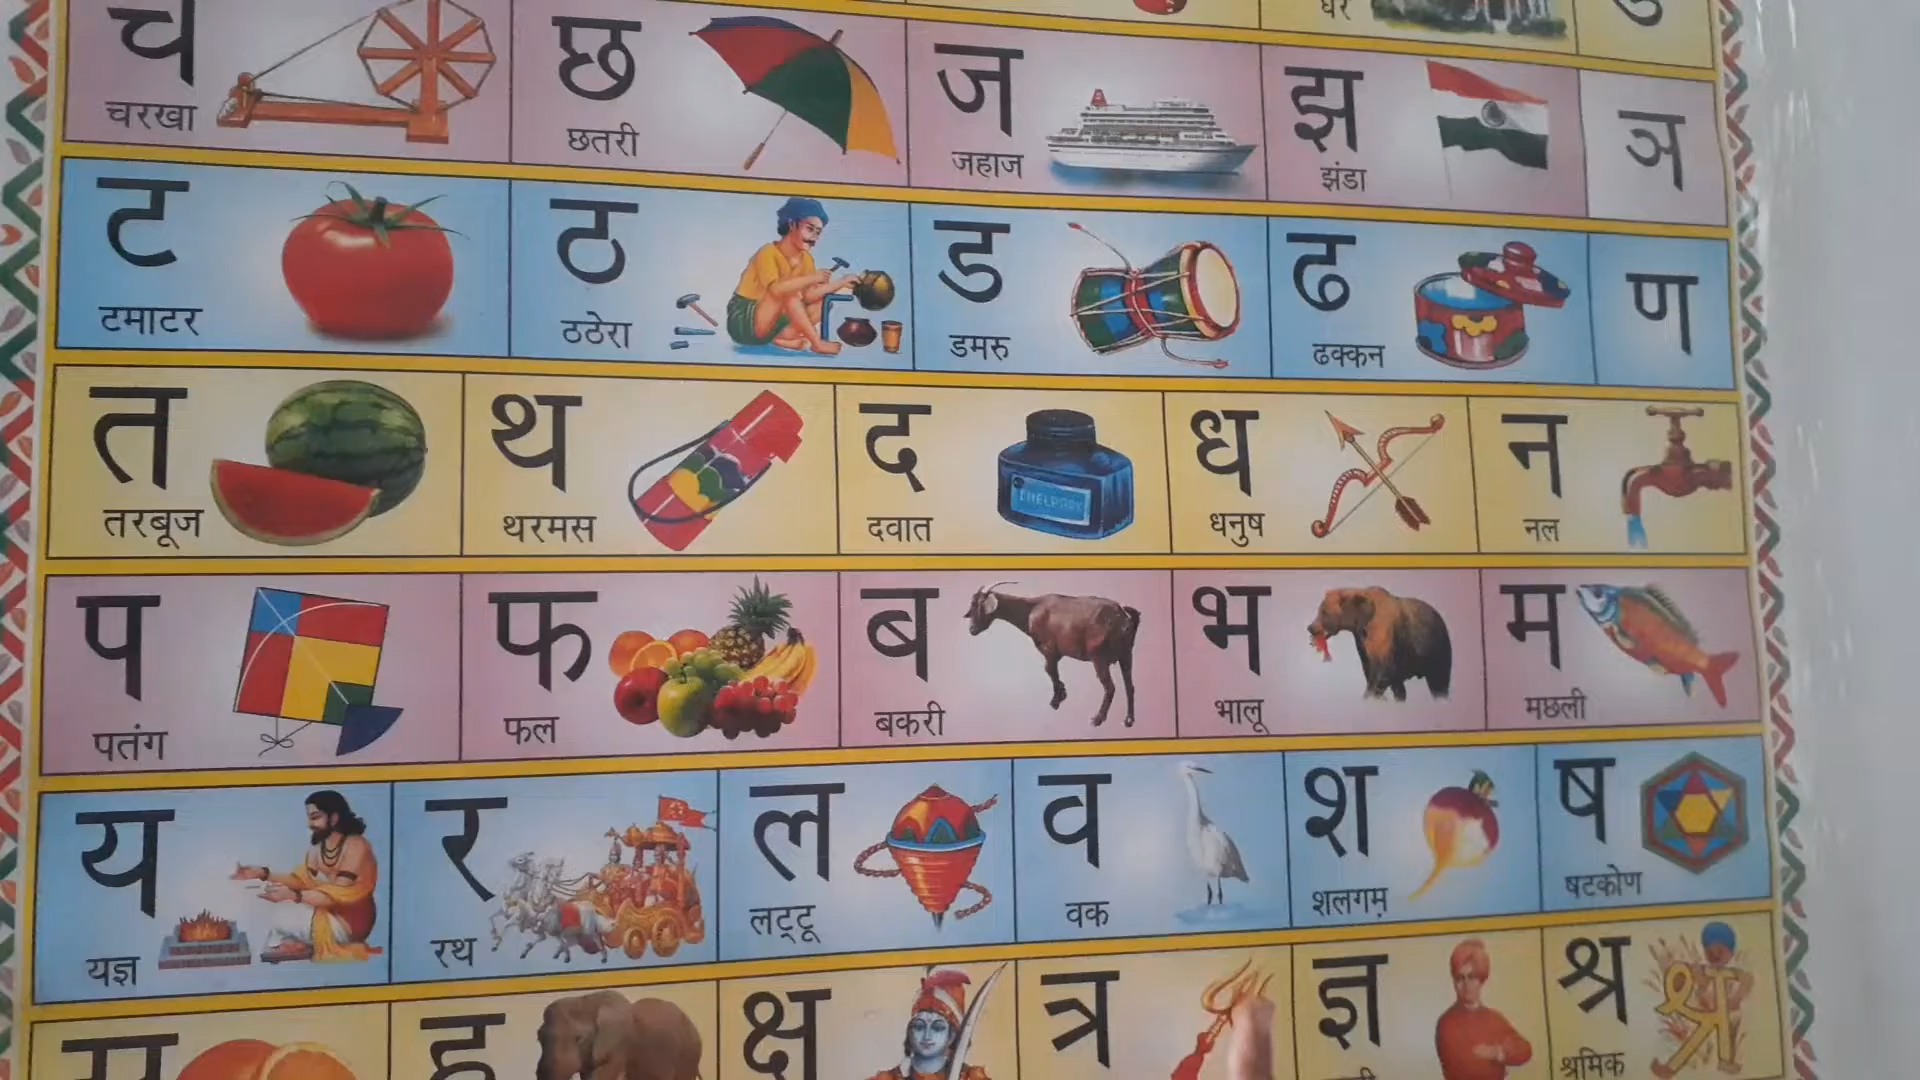 घर
च छ ज झ ञ
चरखा छतरी जहाज झंडा
ट ठ ड ढ ण
टमाटर ठठेरा डमरु ढक्कन
त थ द ध न
तरबूज थरमस दवात धनुष नल
प फ ब भ म
पतंग फल बकरी भालू मछली
य र ल व श ष
यज्ञ रथ लट्टू वक शलगम़ षटकोण
स ह क्ष त्र ज्ञ श्र
श्रमिक श्र